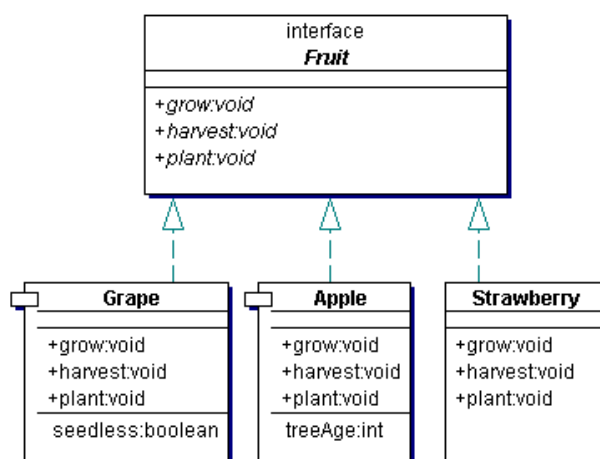 interface
Fruit
+grow:void
+harvest:void
+plant:void
Grape
+grow:void
+harvest:void
+plant:void
seedless:boolean
Apple
+grow:void
+harvest:void
+plant:void
treeAge:int
Strawberry
+grow:void
+harvest:void
+plant:void